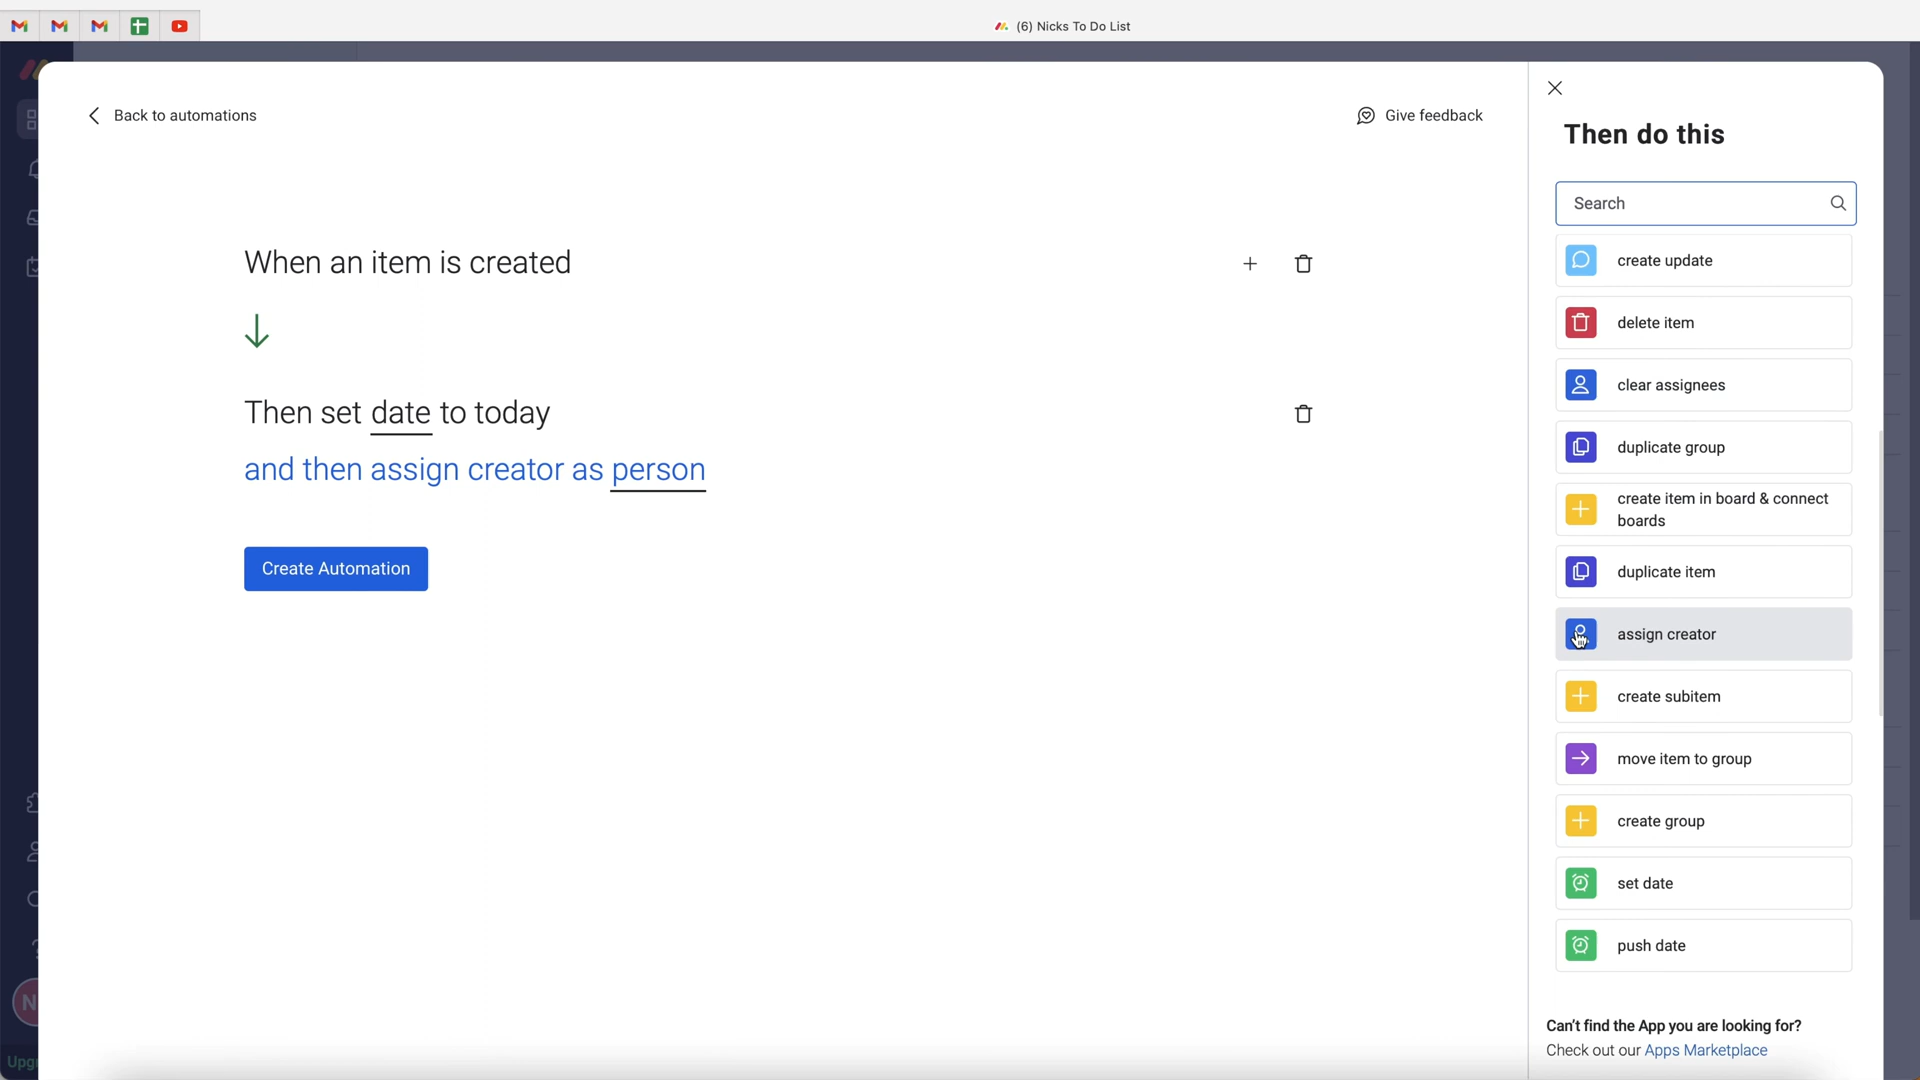 (6) Nicks To Do List
Back to automations
Give feedback
When an item is created
Then set date to today
and then assign creator as person
Create Automation
Then do this
Search
create update
delete item
clear assignees
duplicate group
create item in board & connect
boards
duplicate item
assign creator
create subitem
move item to group
create group
set date
push date
Can't find the App you are looking for?
Check out our Apps Marketplace
N
Upgr